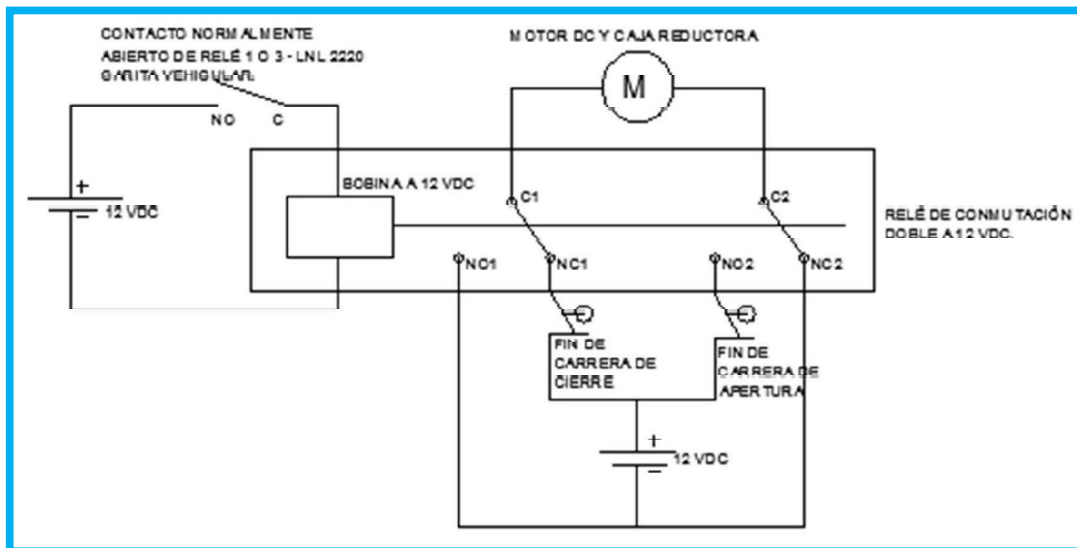 CONTACTO NORMALMENTE
ABIERTO DE RELÉ 1 O 3 - LNL 2220
GARITA VEHIGULAR.
NO
C
+
12 VDC
MOTOR DC Y CAJA REDUCTORA
M
BOBINA A 12 VDC
C1
C2
NO1
NC1
NO2
NC2
RELÉ DE CONMUTACIÓN
DOBLE A 12 VDC.
FIN DE
CARRERA DE
CIERRE
FIN DE
CARRERA DE
APERTURA
+
12 VDC